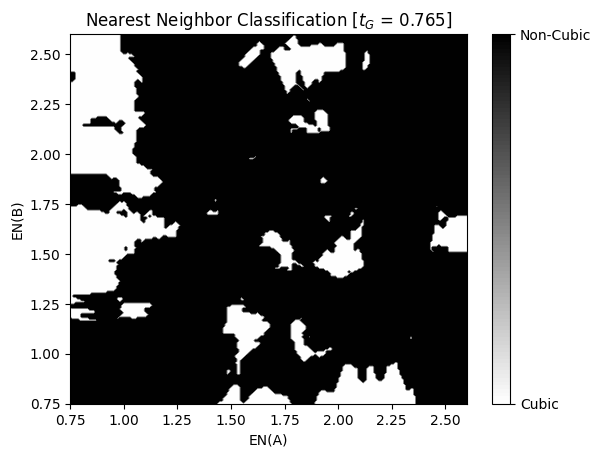 Nearest Neighbor Classification [$t_G$ = 0.765]
Non-Cubic
2.50
2.25
2.00
1.75
1.50
1.25
1.00
0.75
EN(B)
Cubic
0.75 1.00 1.25 1.50 1.75 2.00 2.25 2.50
EN(A)